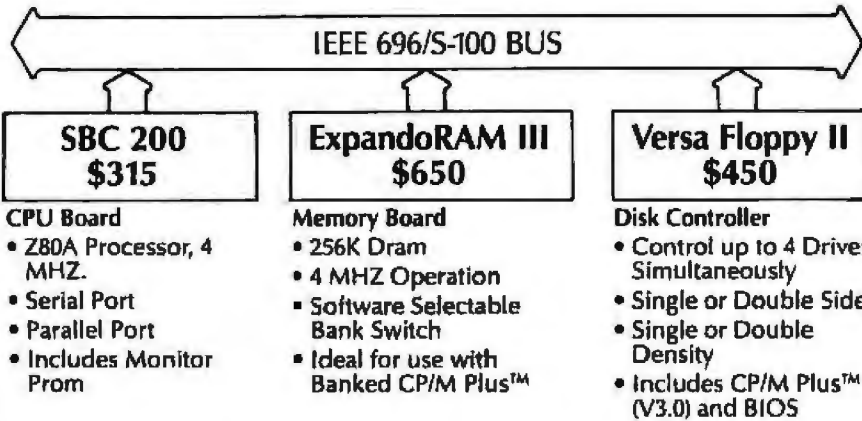 IEEE 696/S-100 BUS
SBC 200
$315
CPU Board
• Z80A Processor, 4
MHZ.
• Serial Port
• Parallel Port
• Includes Monitor
Prom
ExpandoRAM III
$650
Memory Board
• 256K Dram
• 4 MHZ Operation
▪ Software Selectable
Bank Switch
• Ideal for use with
Banked CP/M Plus™
Versa Floppy II
$450
Disk Controller
• Control up to 4 Drive
Simultaneously
• Single or Double Side
• Single or Double
Density
• Includes CP/M Plus™
(V3.0) and BIOS